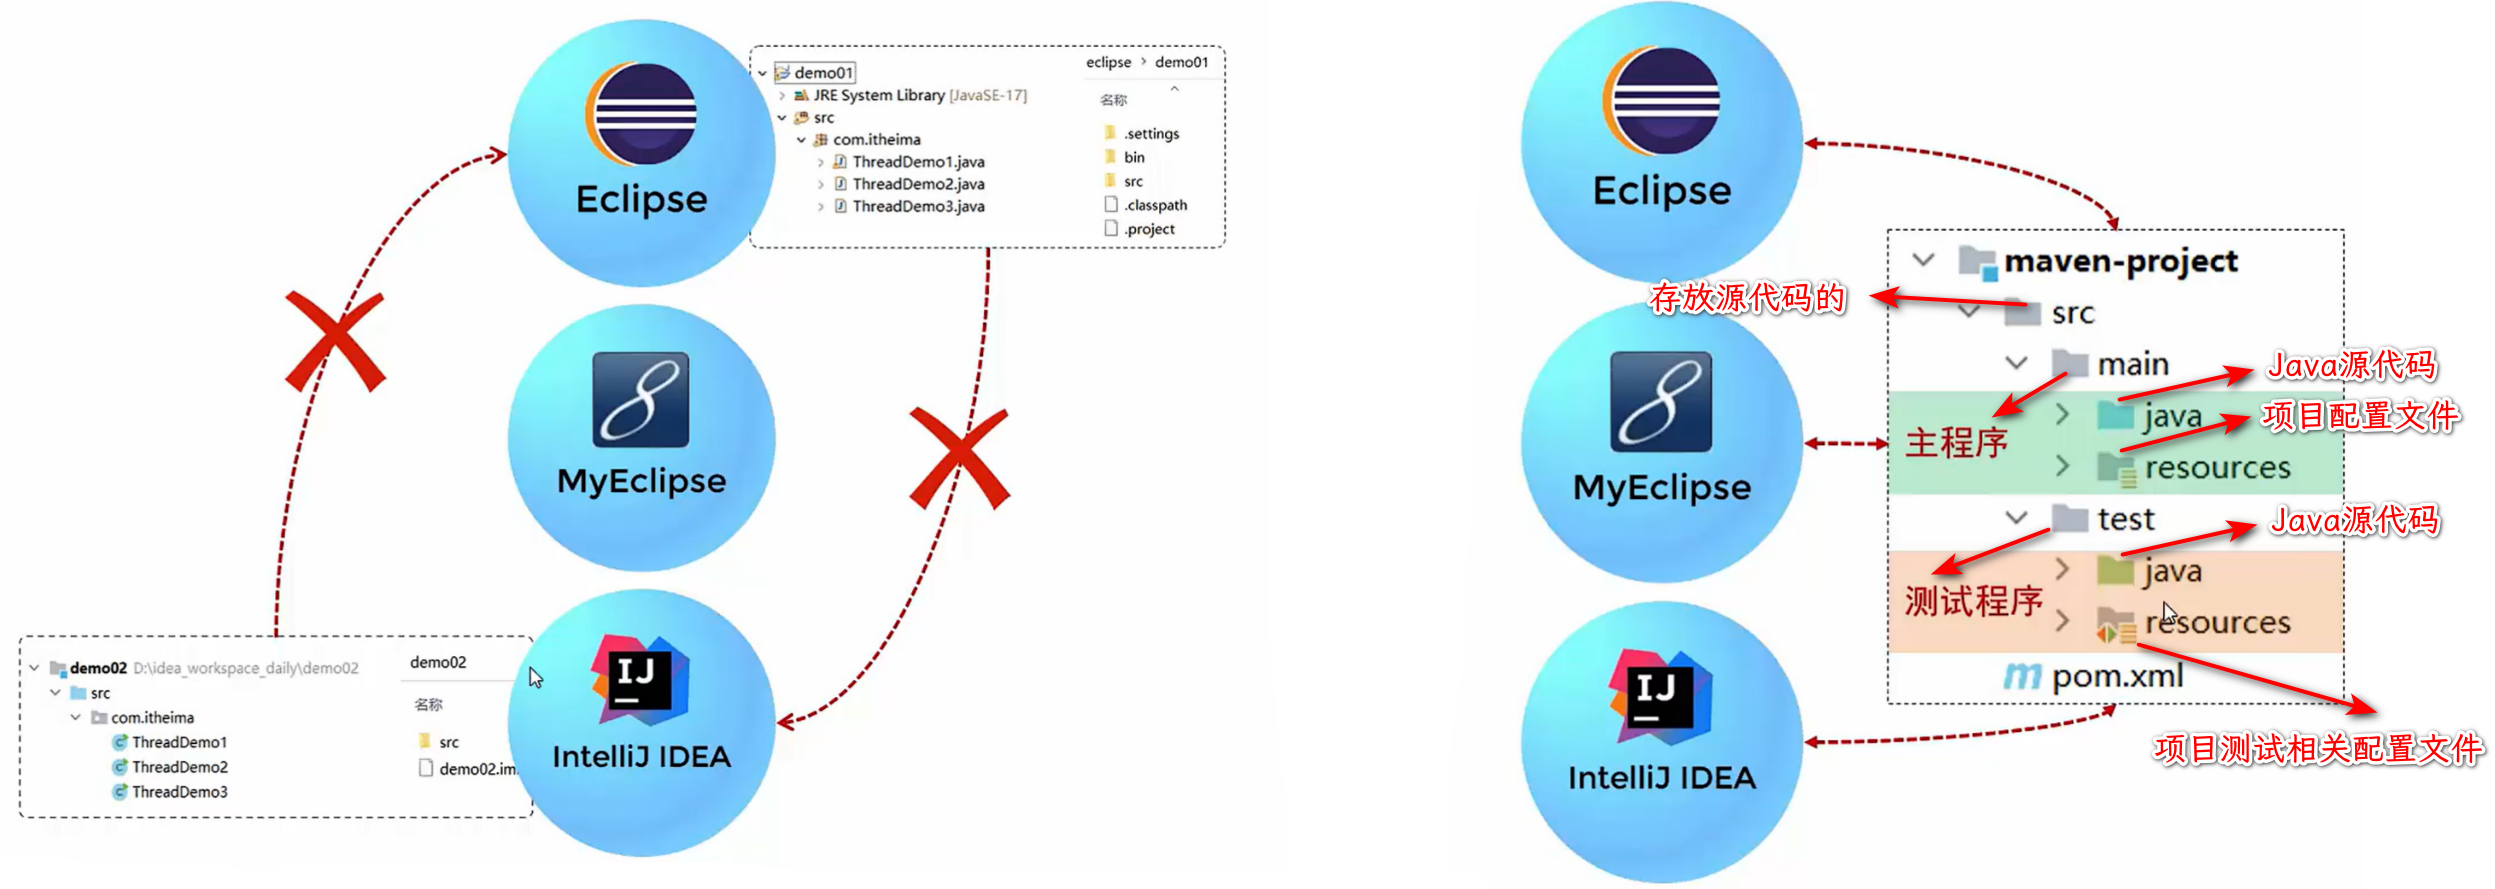 Eclipse
demo01
JRE System Library [JavaSE-17]
src
com.itheima
ThreadDemo1.java
ThreadDemo2.java
ThreadDemo3.java
eclipse > demo01
名称
.settings
bin
src
.classpath
.project
8
MyEclipse
demo02 D:\idea_workspace_daily\demo02
src
com.itheima
ThreadDemo1
ThreadDemo2
ThreadDemo3
demo02
名称
src
demo02.im
IJ
IntelliJ IDEA
Eclipse
8
MyEclipse
IJ
IntelliJ IDEA
maven-project
存放源代码的
src
main
Java源代码
java
项目配置文件
主程序
resources
test
Java源代码
java
测试程序
resources
m pom.xml
项目测试相关配置文件